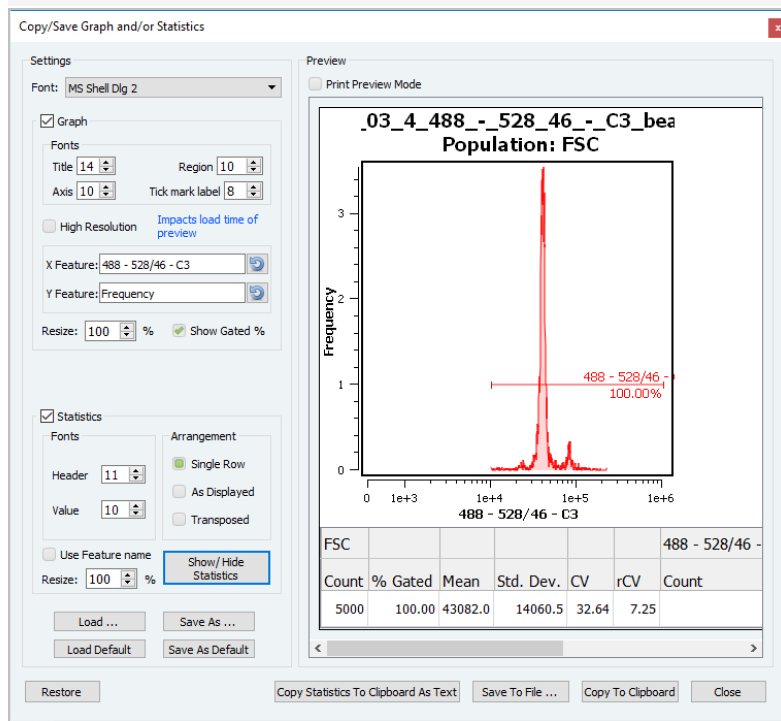 Copy/Save Graph and/or Statistics
x
Settings
Font: MS Shell Dlg 2
Graph
Fonts
Title 14 Region 10
Axis 10 Tick mark label 8
High Resolution Impacts load time of
preview
X Feature: 488 - 528/46 - C3
Y Feature: Frequency
Resize: 100 % Show Gated %
Statistics
Fonts
Header 11
Value 10
Arrangement
Single Row
As Displayed
Transposed
Use Feature name
Resize: 100 %
Show/Hide
Statistics
Load ... Save As ...
Load Default Save As Default
Preview
Print Preview Mode
_03_4_488_-_528_46_-_C3_bea
Population: FSC
Frequency
3
2
1
0
488 - 528/46 -
100.00%
0 1e+3 1e+4 1e+5 1e+6
488 - 528/46 - C3
FSC 488 - 528/46 -
Count % Gated Mean Std. Dev. CV rCV Count
5000 100.00 43082.0 14060.5 32.64 7.25
Restore Copy Statistics To Clipboard As Text Save To File ... Copy To Clipboard Close